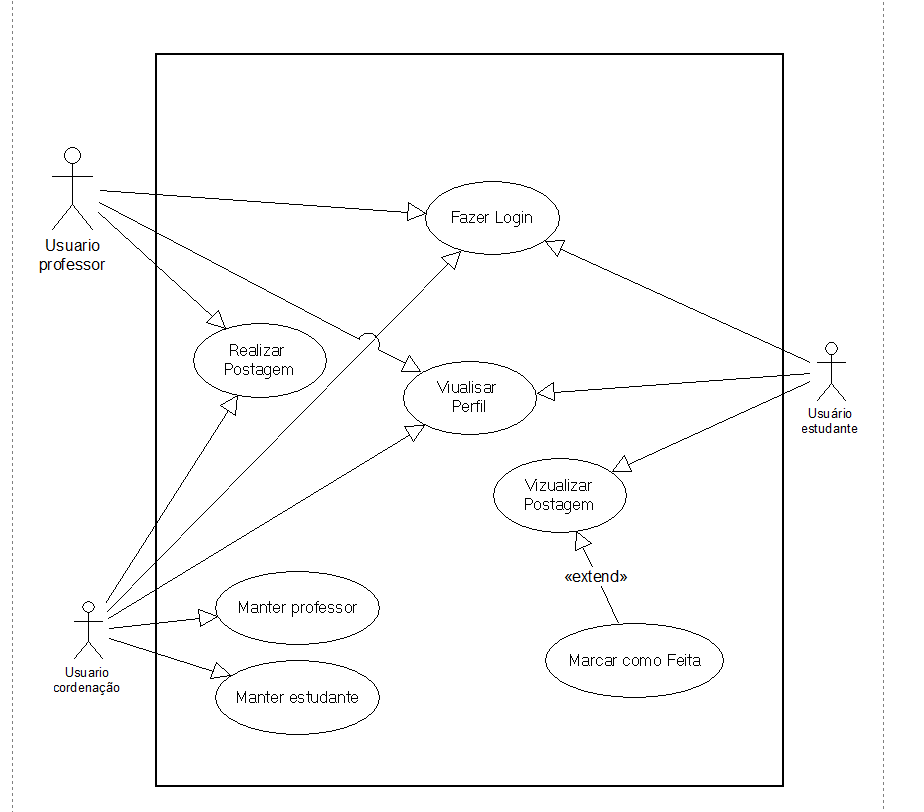 Usuario
professor
Fazer Login
Realizar
Postagem
Viualisar
Perfil
Usuário
estudante
Vizualizar
Postagem
«extend»
Manter professor
Marcar como Feita
Usuario
cordenação
Manter estudante